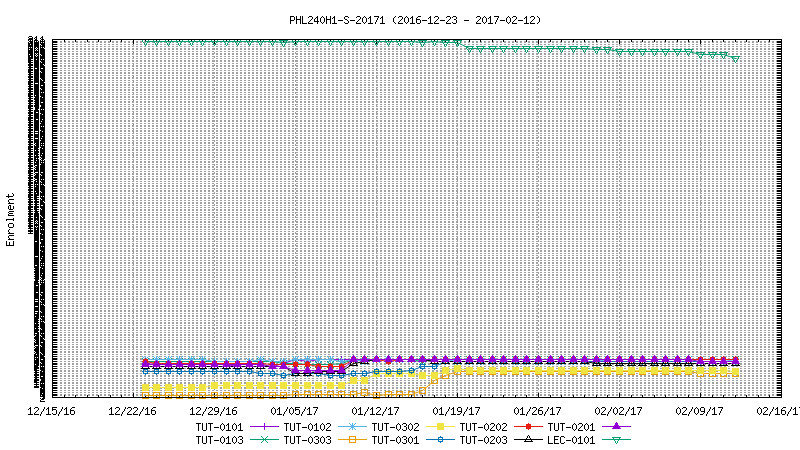 PHL240H1-S-20171 (2016-12-23 - 2017-02-12)
Enrolment
12/15/16 12/22/16 12/29/16 01/05/17 01/12/17 01/19/17 01/26/17 02/02/17 02/09/17 02/16/17
TUT-0101 TUT-0102 TUT-0302 TUT-0202 TUT-0201
TUT-0103 TUT-0303 TUT-0301 TUT-0203 LEC-0101